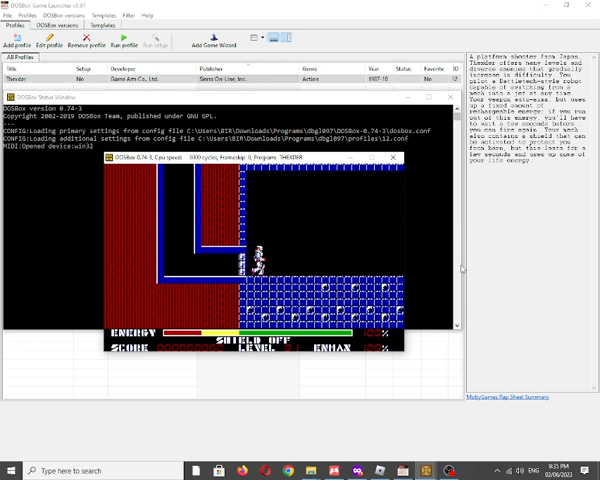 DOSBox Game Launcher v0.97
File Profiles DOSBox versions Templates Filter Help
Profiles DOSBox versions Templates
Add profile Edit profile Remove profile Run profile Run setup Add Game Wizard
All Profiles
Title Setup Developer Publisher Genre Year Status Favorite ID
Thexder No Game Arts Co., Ltd. Sierra On-Line, Inc. Action 1987-10 No 12
A platform shooter from Japan.
Thexder offers many levels and
diverse enemies that gradually
increase in difficulty. You
pilot a Battletech-style robot
capable of switching from a
mech into a jet at any time.
Your weapon auto-aims, but uses
up a fixed amount of
rechargeable energy: if you run
out of this energy, you'll have
to wait a few seconds before
you can fire again. Your mech
also contains a shield that can
be activated to protect you
from harm, but this lasts for a
few seconds and uses up some of
your life energy.
DOSBox Status Window
DOSBox version 0.74-3
Copyright 2002-2019 DOSBox Team, published under GNU GPL.
---
CONFIG:Loading primary settings from config file C:\Users\BIR\Downloads\Programs\dbgl097\DOSBox-0.74-3\dosbox.conf
CONFIG:Loading additional settings from config file C:\Users\BIR\Downloads\Programs\dbgl097\profiles\12.conf
MIDI:Opened device:win32
DOSBox 0.74-3, Cpu speed: 3000 cycles, Frameskip 0, Program: THEXDER
ENERGY 100%
SHIELD OFF
SCORE 000000000 LEVEL 01 ENMAX 100%
MobyGames Rap Sheet Summary
Type here to search
ENG
9:35 PM
02/06/2023